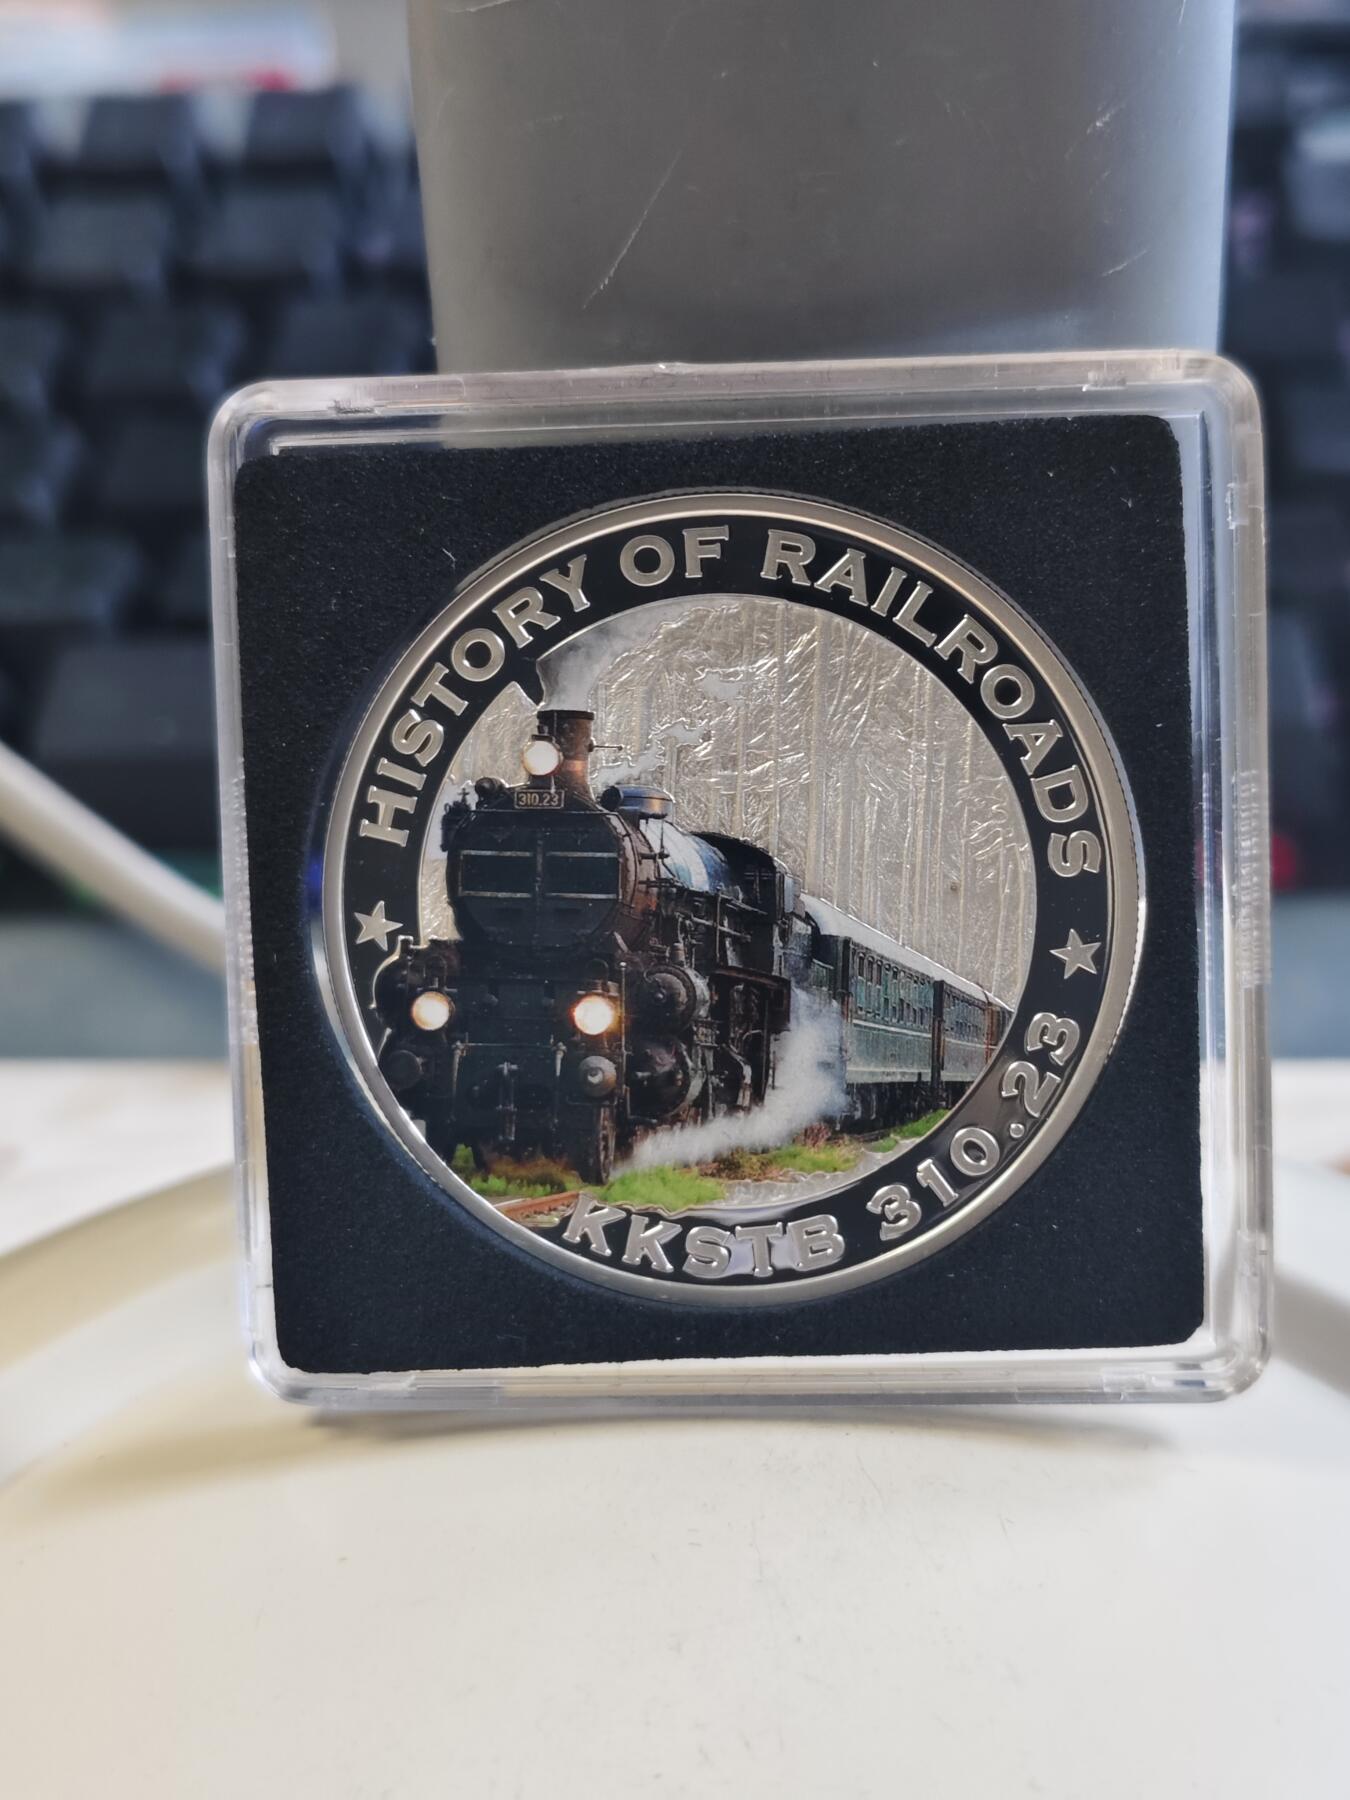 HISTORY OF RAILROADS
310.23
KKSTB 310.23